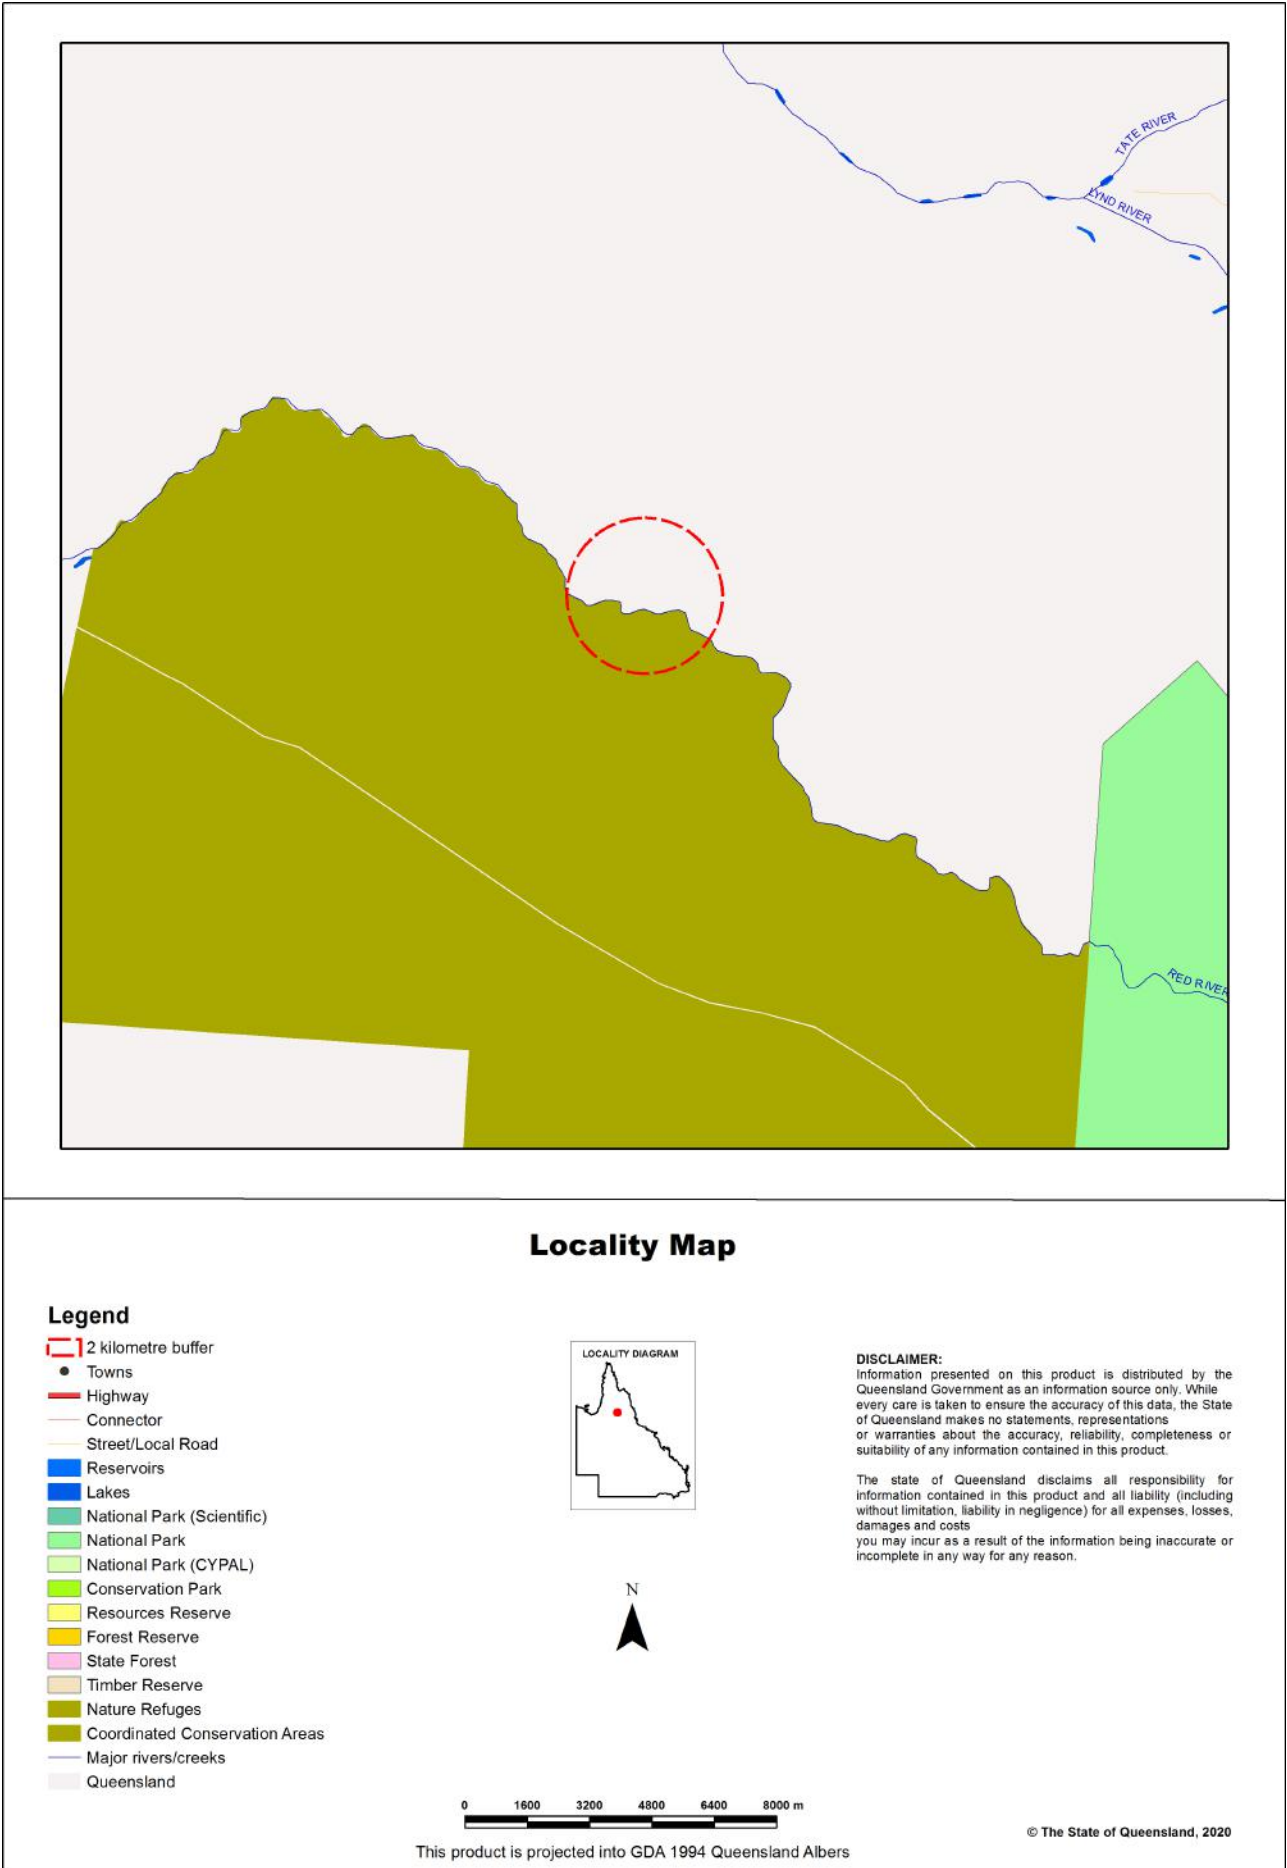 TATE RIVER
LYND RIVER
RED RIVER
Locality Map
Legend
2 kilometre buffer
Towns
Highway
Connector
Street/Local Road
Reservoirs
Lakes
National Park (Scientific)
National Park
National Park (CYPAL)
Conservation Park
Resources Reserve
Forest Reserve
State Forest
Timber Reserve
Nature Refuges
Coordinated Conservation Areas
Major rivers/creeks
Queensland
LOCALITY DIAGRAM
N
DISCLAIMER:
Information presented on this product is distributed by the
Queensland Government as an information source only. While
every care is taken to ensure the accuracy of this data, the State
of Queensland makes no statements, representations
or warranties about the accuracy, reliability, completeness or
suitability of any information contained in this product.
The state of Queensland disclaims all responsibility for
information contained in this product and all liability (including
without limitation, liability in negligence) for all expenses, losses,
damages and costs
you may incur as a result of the information being inaccurate or
incomplete in any way for any reason.
0 1600 3200 4800 6400 8000 m
This product is projected into GDA 1994 Queensland Albers
© The State of Queensland, 2020